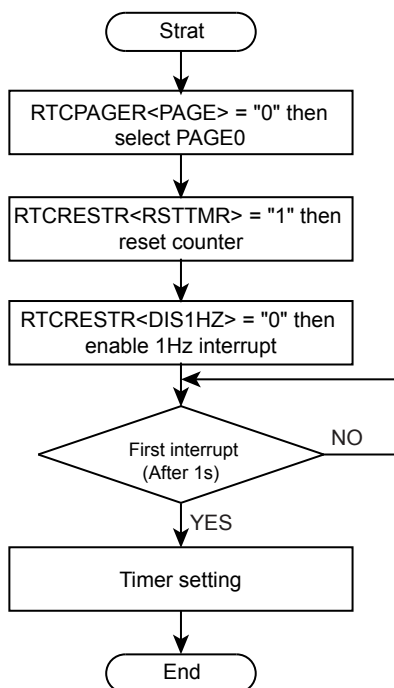 Strat
RTCPAGER<PAGE> = "0" then
select PAGE0
RTCRESTR<RSTTMR> = "1" then
reset counter
RTCRESTR<DIS1HZ> = "0" then
enable 1Hz interrupt
First interrupt
(After 1s)
NO
YES
Timer setting
End